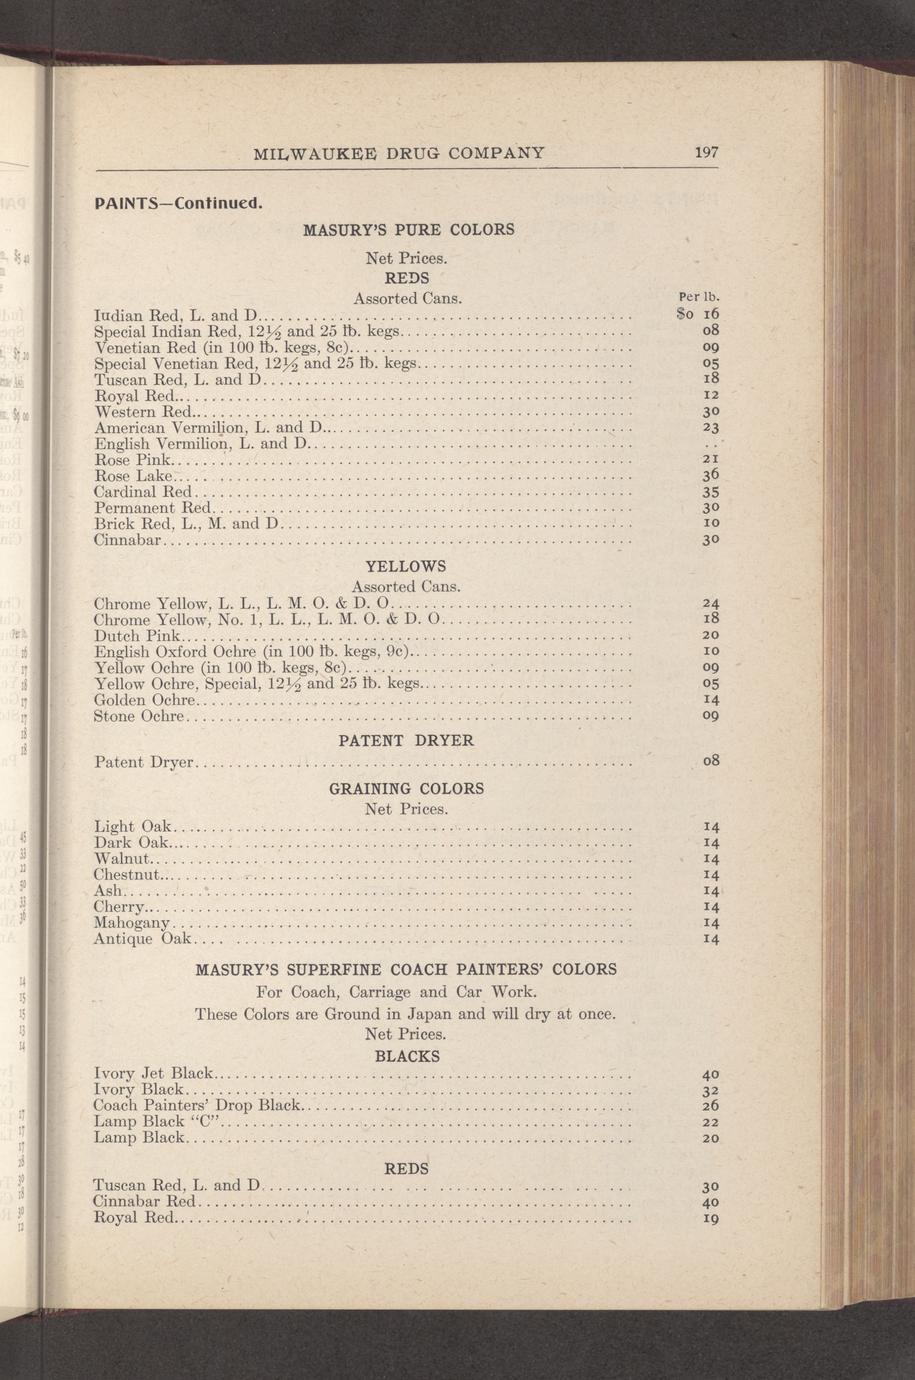 MILWAUKEE DRUG COMPANY 197
PAINTS—Continued.
MASURY'S PURE COLORS
Net Prices.
REDS
Assorted Cans. Per lb.
Indian Red, L. and D. $0 16
Special Indian Red, 12½ and 25 lb. kegs. 08
Venetian Red (in 100 lb. kegs, 8c). 09
Special Venetian Red, 12½ and 25 lb. kegs. 05
Tuscan Red, L. and D. 18
Royal Red. 12
Western Red. 30
American Vermilion, L. and D. 23
English Vermilion, L. and D. ..
Rose Pink. 21
Rose Lake. 36
Cardinal Red. 35
Permanent Red. 30
Brick Red, L., M. and D. 10
Cinnabar. 30
YELLOWS
Assorted Cans.
Chrome Yellow, L. L., L. M. O. & D. O. 24
Chrome Yellow, No. 1, L. L., L. M. O. & D. O. 18
Dutch Pink. 20
English Oxford Ochre (in 100 lb. kegs, 9c). 10
Yellow Ochre (in 100 lb. kegs, 8c). 09
Yellow Ochre, Special, 12½ and 25 lb. kegs. 05
Golden Ochre. 14
Stone Ochre. 09
PATENT DRYER
Patent Dryer. 08
GRAINING COLORS
Net Prices.
Light Oak. 14
Dark Oak. 14
Walnut. 14
Chestnut. 14
Ash. 14
Cherry. 14
Mahogany. 14
Antique Oak. 14
MASURY'S SUPERFINE COACH PAINTERS' COLORS
For Coach, Carriage and Car Work.
These Colors are Ground in Japan and will dry at once.
Net Prices.
BLACKS
Ivory Jet Black. 40
Ivory Black. 32
Coach Painters' Drop Black. 26
Lamp Black "C". 22
Lamp Black. 20
REDS
Tuscan Red, L. and D. 30
Cinnabar Red. 40
Royal Red. 19